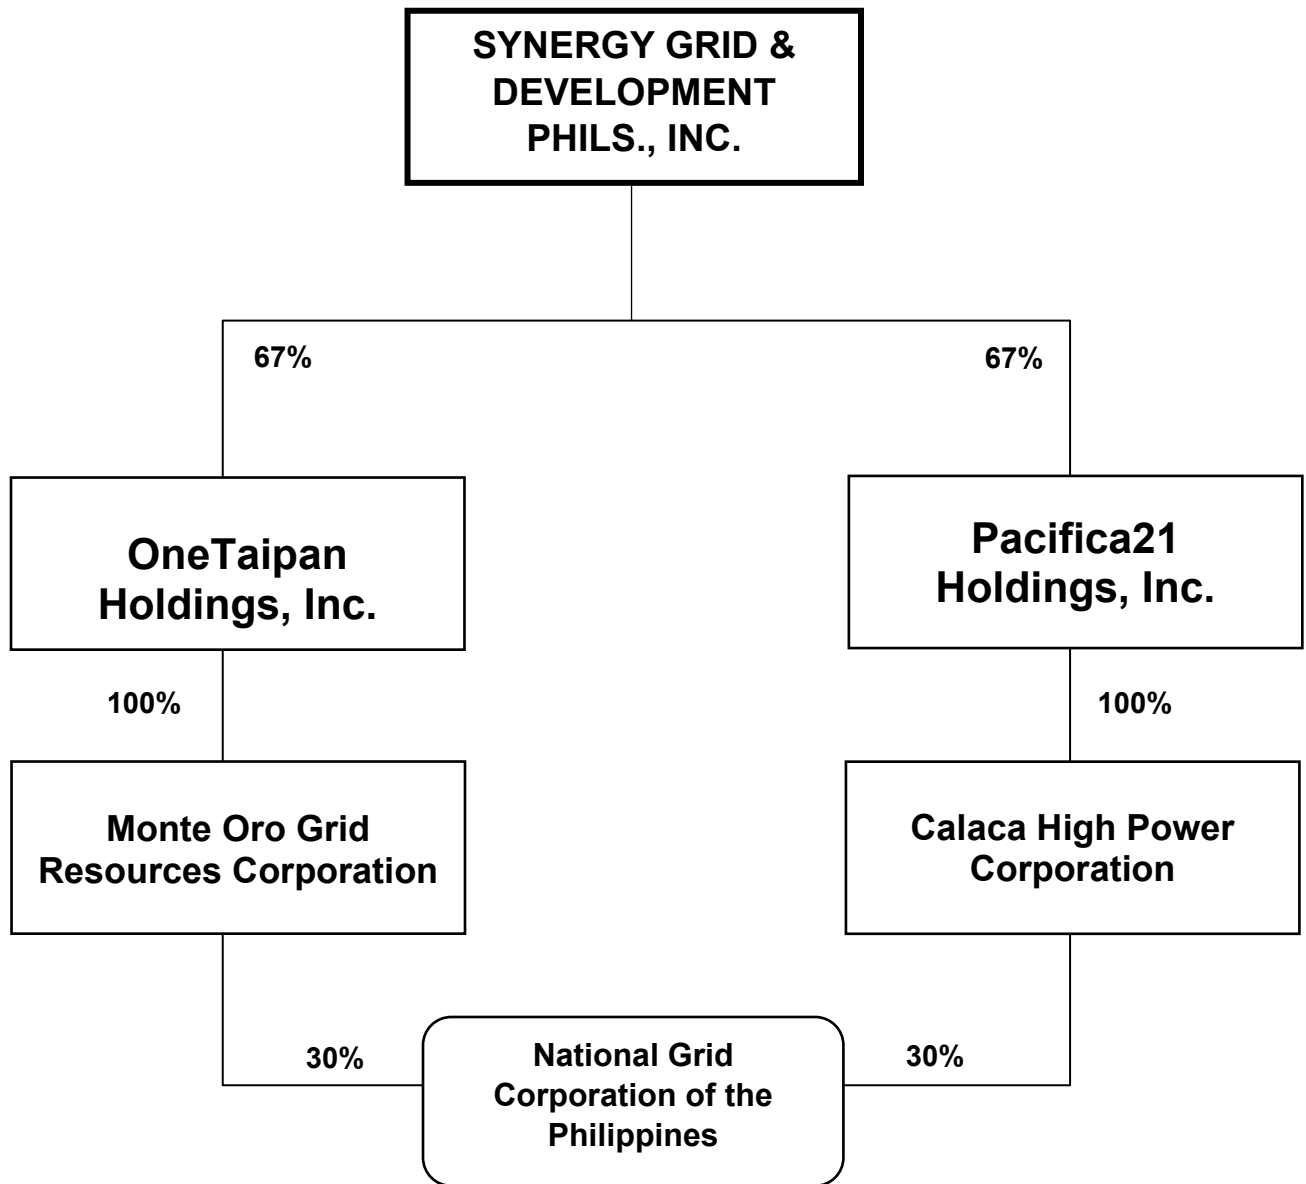 SYNERGY GRID &
DEVELOPMENT
PHILS., INC.
67%
67%
OneTaipan
Holdings, Inc.
Pacifica21
Holdings, Inc.
100%
100%
Monte Oro Grid
Resources Corporation
Calaca High Power
Corporation
30%
National Grid
Corporation of the
Philippines
30%